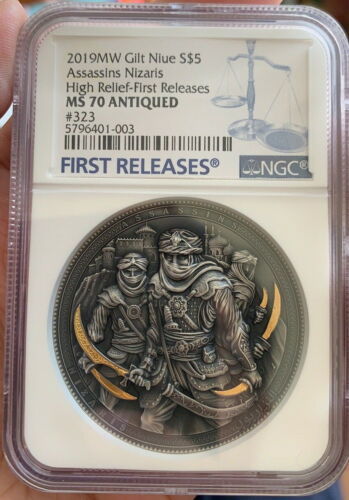 2019MW Gilt Niue S$5
Assassins Nizaris
High Relief-First Releases
MS 70 ANTIQUED
#323
5796401-003
FIRST RELEASES®
NGC®
ASSASSINS